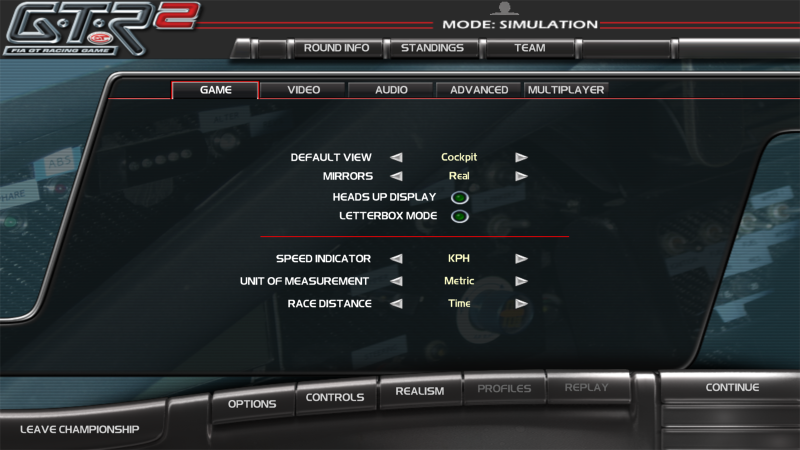 GTR2
FIA GT RACING GAME
MODE: SIMULATION
ROUND INFO STANDINGS TEAM
GAME VIDEO AUDIO ADVANCED MULTIPLAYER
DEFAULT VIEW Cockpit
MIRRORS Real
HEADS UP DISPLAY
LETTERBOX MODE
SPEED INDICATOR KPH
UNIT OF MEASUREMENT Metric
RACE DISTANCE Time
ABS
LEAVE CHAMPIONSHIP OPTIONS CONTROLS REALISM PROFILES REPLAY CONTINUE